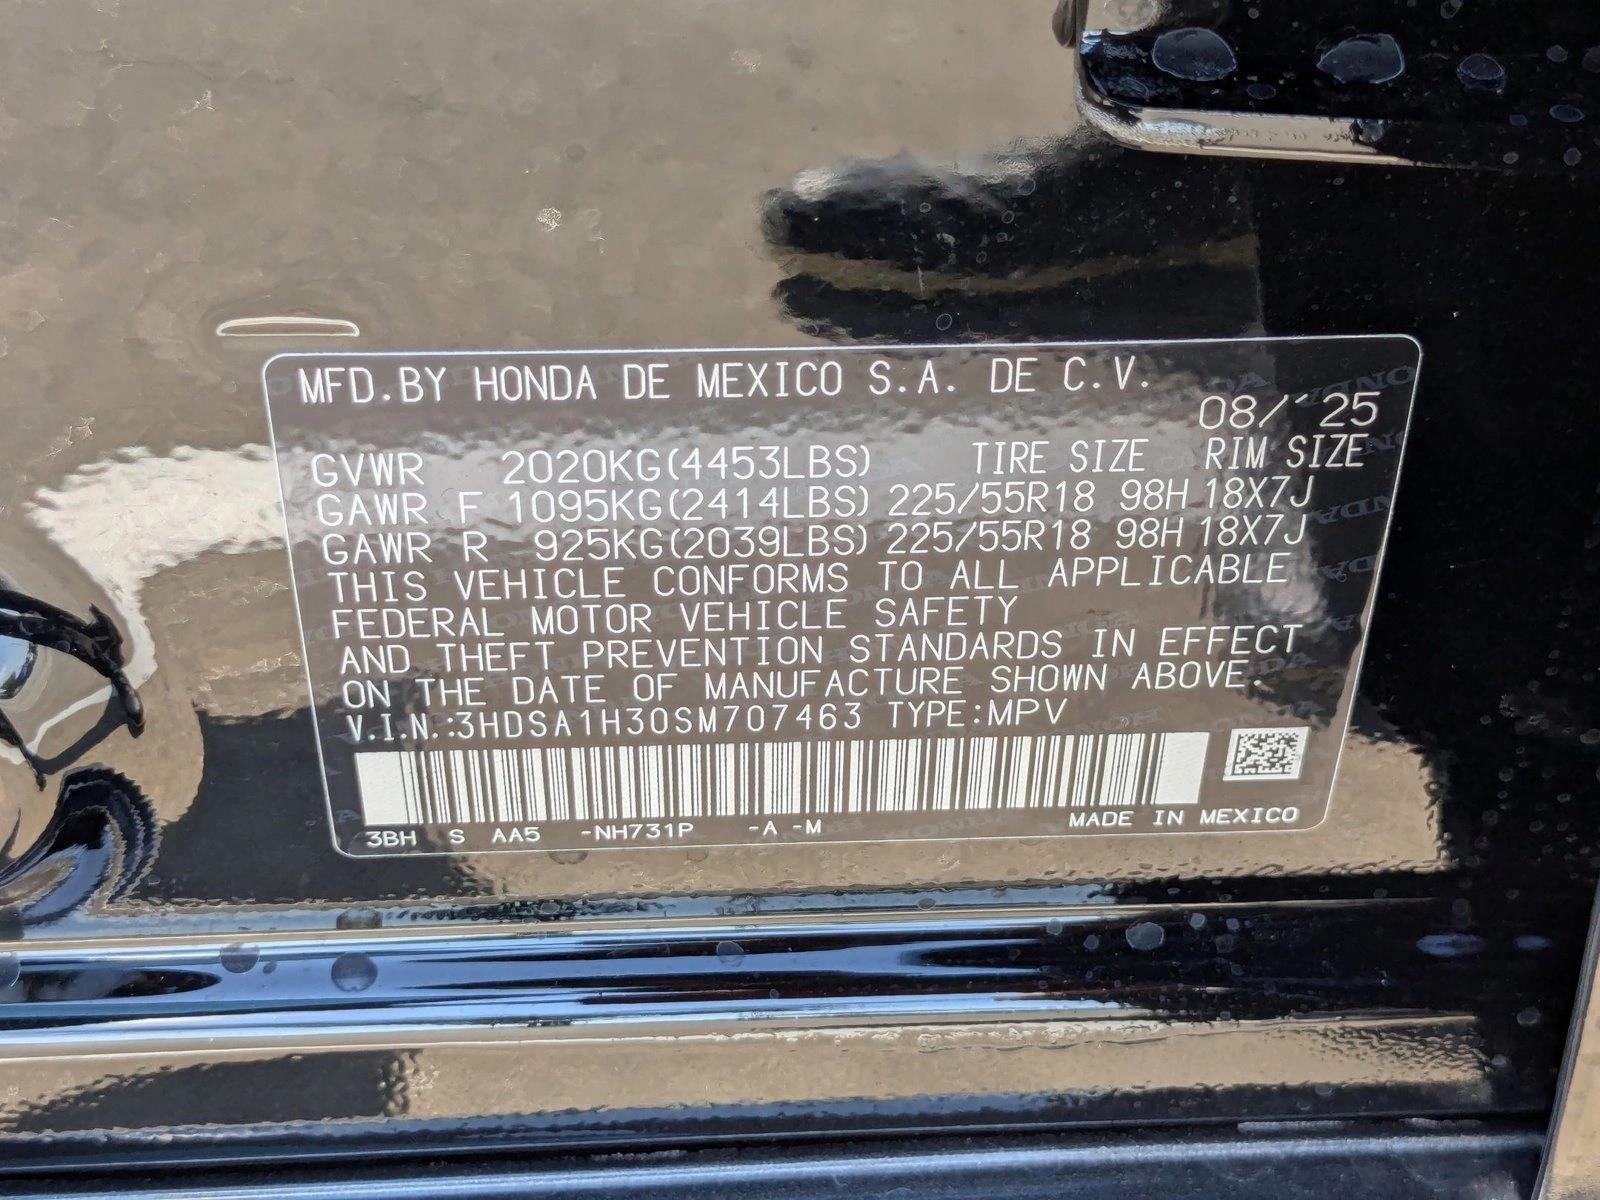 MFD.BY HONDA DE MEXICO S.A. DE C.V.
08/'25
GVWR 2020KG(4453LBS) TIRE SIZE RIM SIZE
GAWR F 1095KG(2414LBS) 225/55R18 98H 18X7J
GAWR R 925KG(2039LBS) 225/55R18 98H 18X7J
THIS VEHICLE CONFORMS TO ALL APPLICABLE
FEDERAL MOTOR VEHICLE SAFETY
AND THEFT PREVENTION STANDARDS IN EFFECT
ON THE DATE OF MANUFACTURE SHOWN ABOVE.
V.I.N.:3HDSA1H30SM707463 TYPE:MPV
3BH S AA5 -NH731P -A -M MADE IN MEXICO